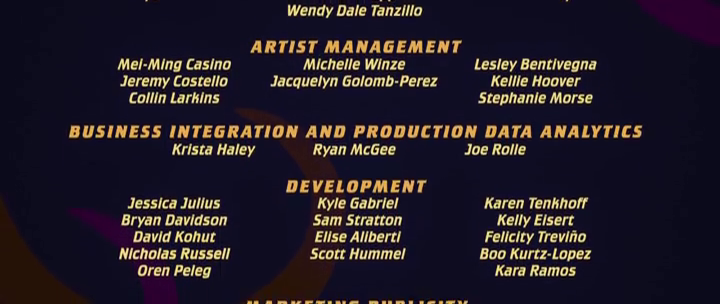 Wendy Dale Tanzillo
ARTIST MANAGEMENT
Mei-Ming Casino Michelle Winze Lesley Bentivegna
Jeremy Costello Jacquelyn Golomb-Perez Kellie Hoover
Collin Larkins Stephanie Morse
BUSINESS INTEGRATION AND PRODUCTION DATA ANALYTICS
Krista Haley Ryan McGee Joe Rolle
DEVELOPMENT
Jessica Julius Kyle Gabriel Karen Tenkhoff
Bryan Davidson Sam Stratton Kelly Eisert
David Kohut Elise Aliberti Felicity Treviño
Nicholas Russell Scott Hummel Boo Kurtz-Lopez
Oren Peleg Kara Ramos
MARKETING PUBLICITY